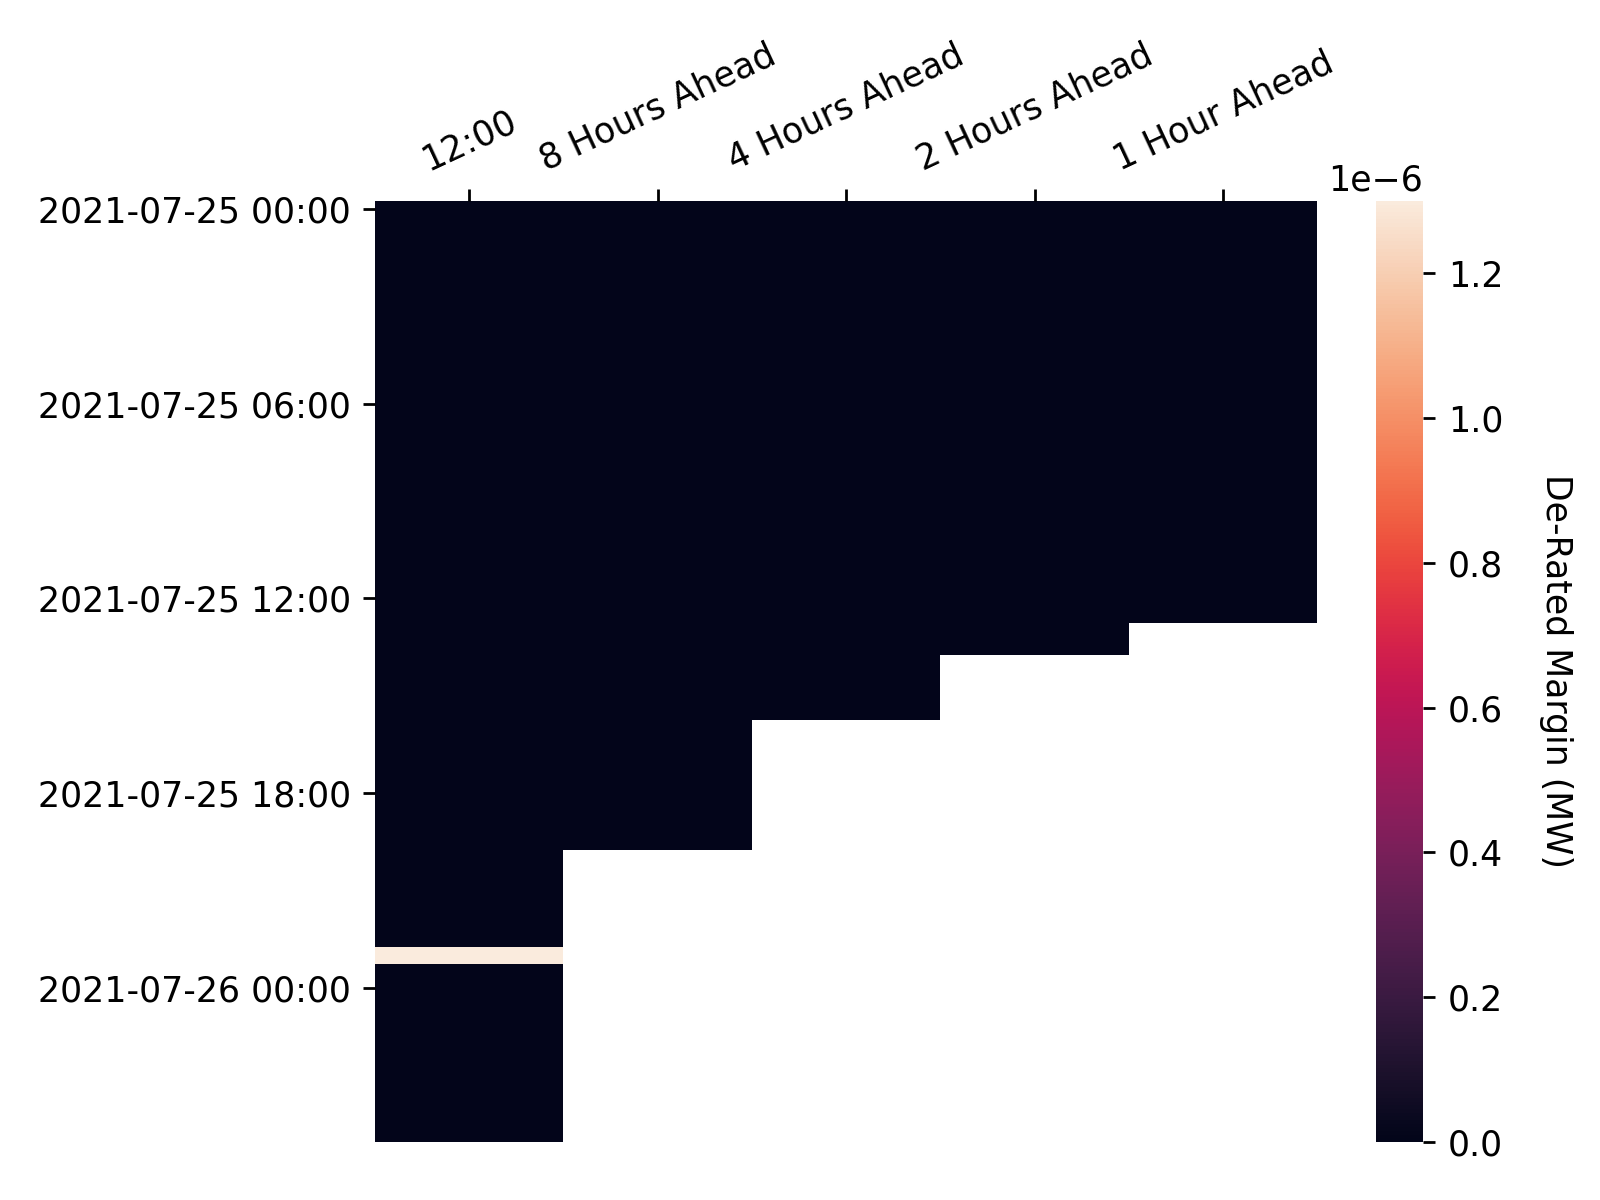 12:00
8 Hours Ahead
4 Hours Ahead
2 Hours Ahead
1 Hour Ahead
1e−6
2021-07-25 00:00
2021-07-25 06:00
2021-07-25 12:00
2021-07-25 18:00
2021-07-26 00:00
1.2
1.0
0.8
0.6
0.4
0.2
0.0
De-Rated Margin (MW)